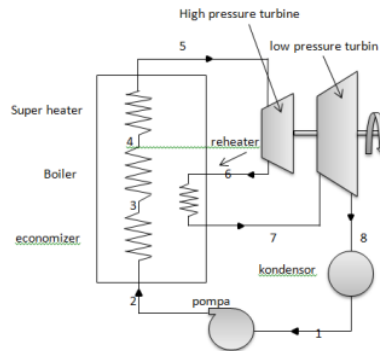 High pressure turbine
low pressure turbin
5
Super heater
4
reheater
6
Boiler
3
economizer
7
8
kondensor
2
pompa
1